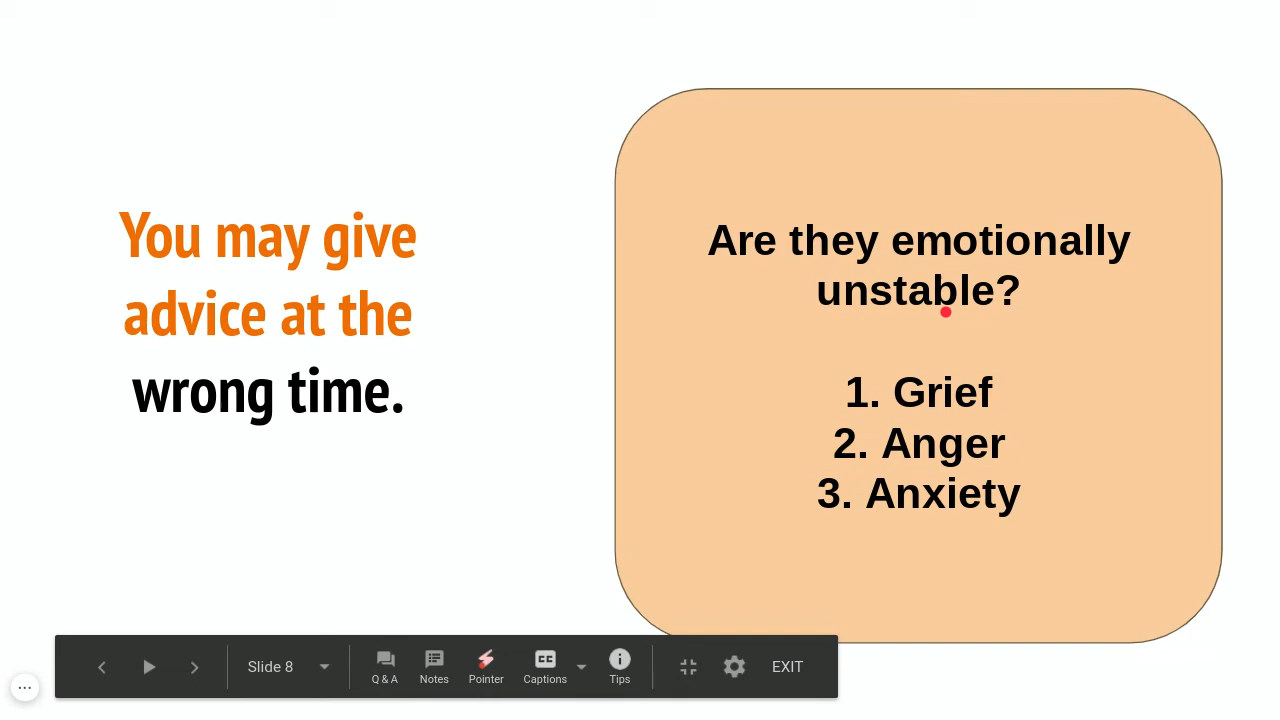 You may give
advice at the
wrong time.
Are they emotionally
unstable?
1. Grief
2. Anger
3. Anxiety
Slide 8
Q & A
Notes
Pointer
CC
Captions
Tips
EXIT